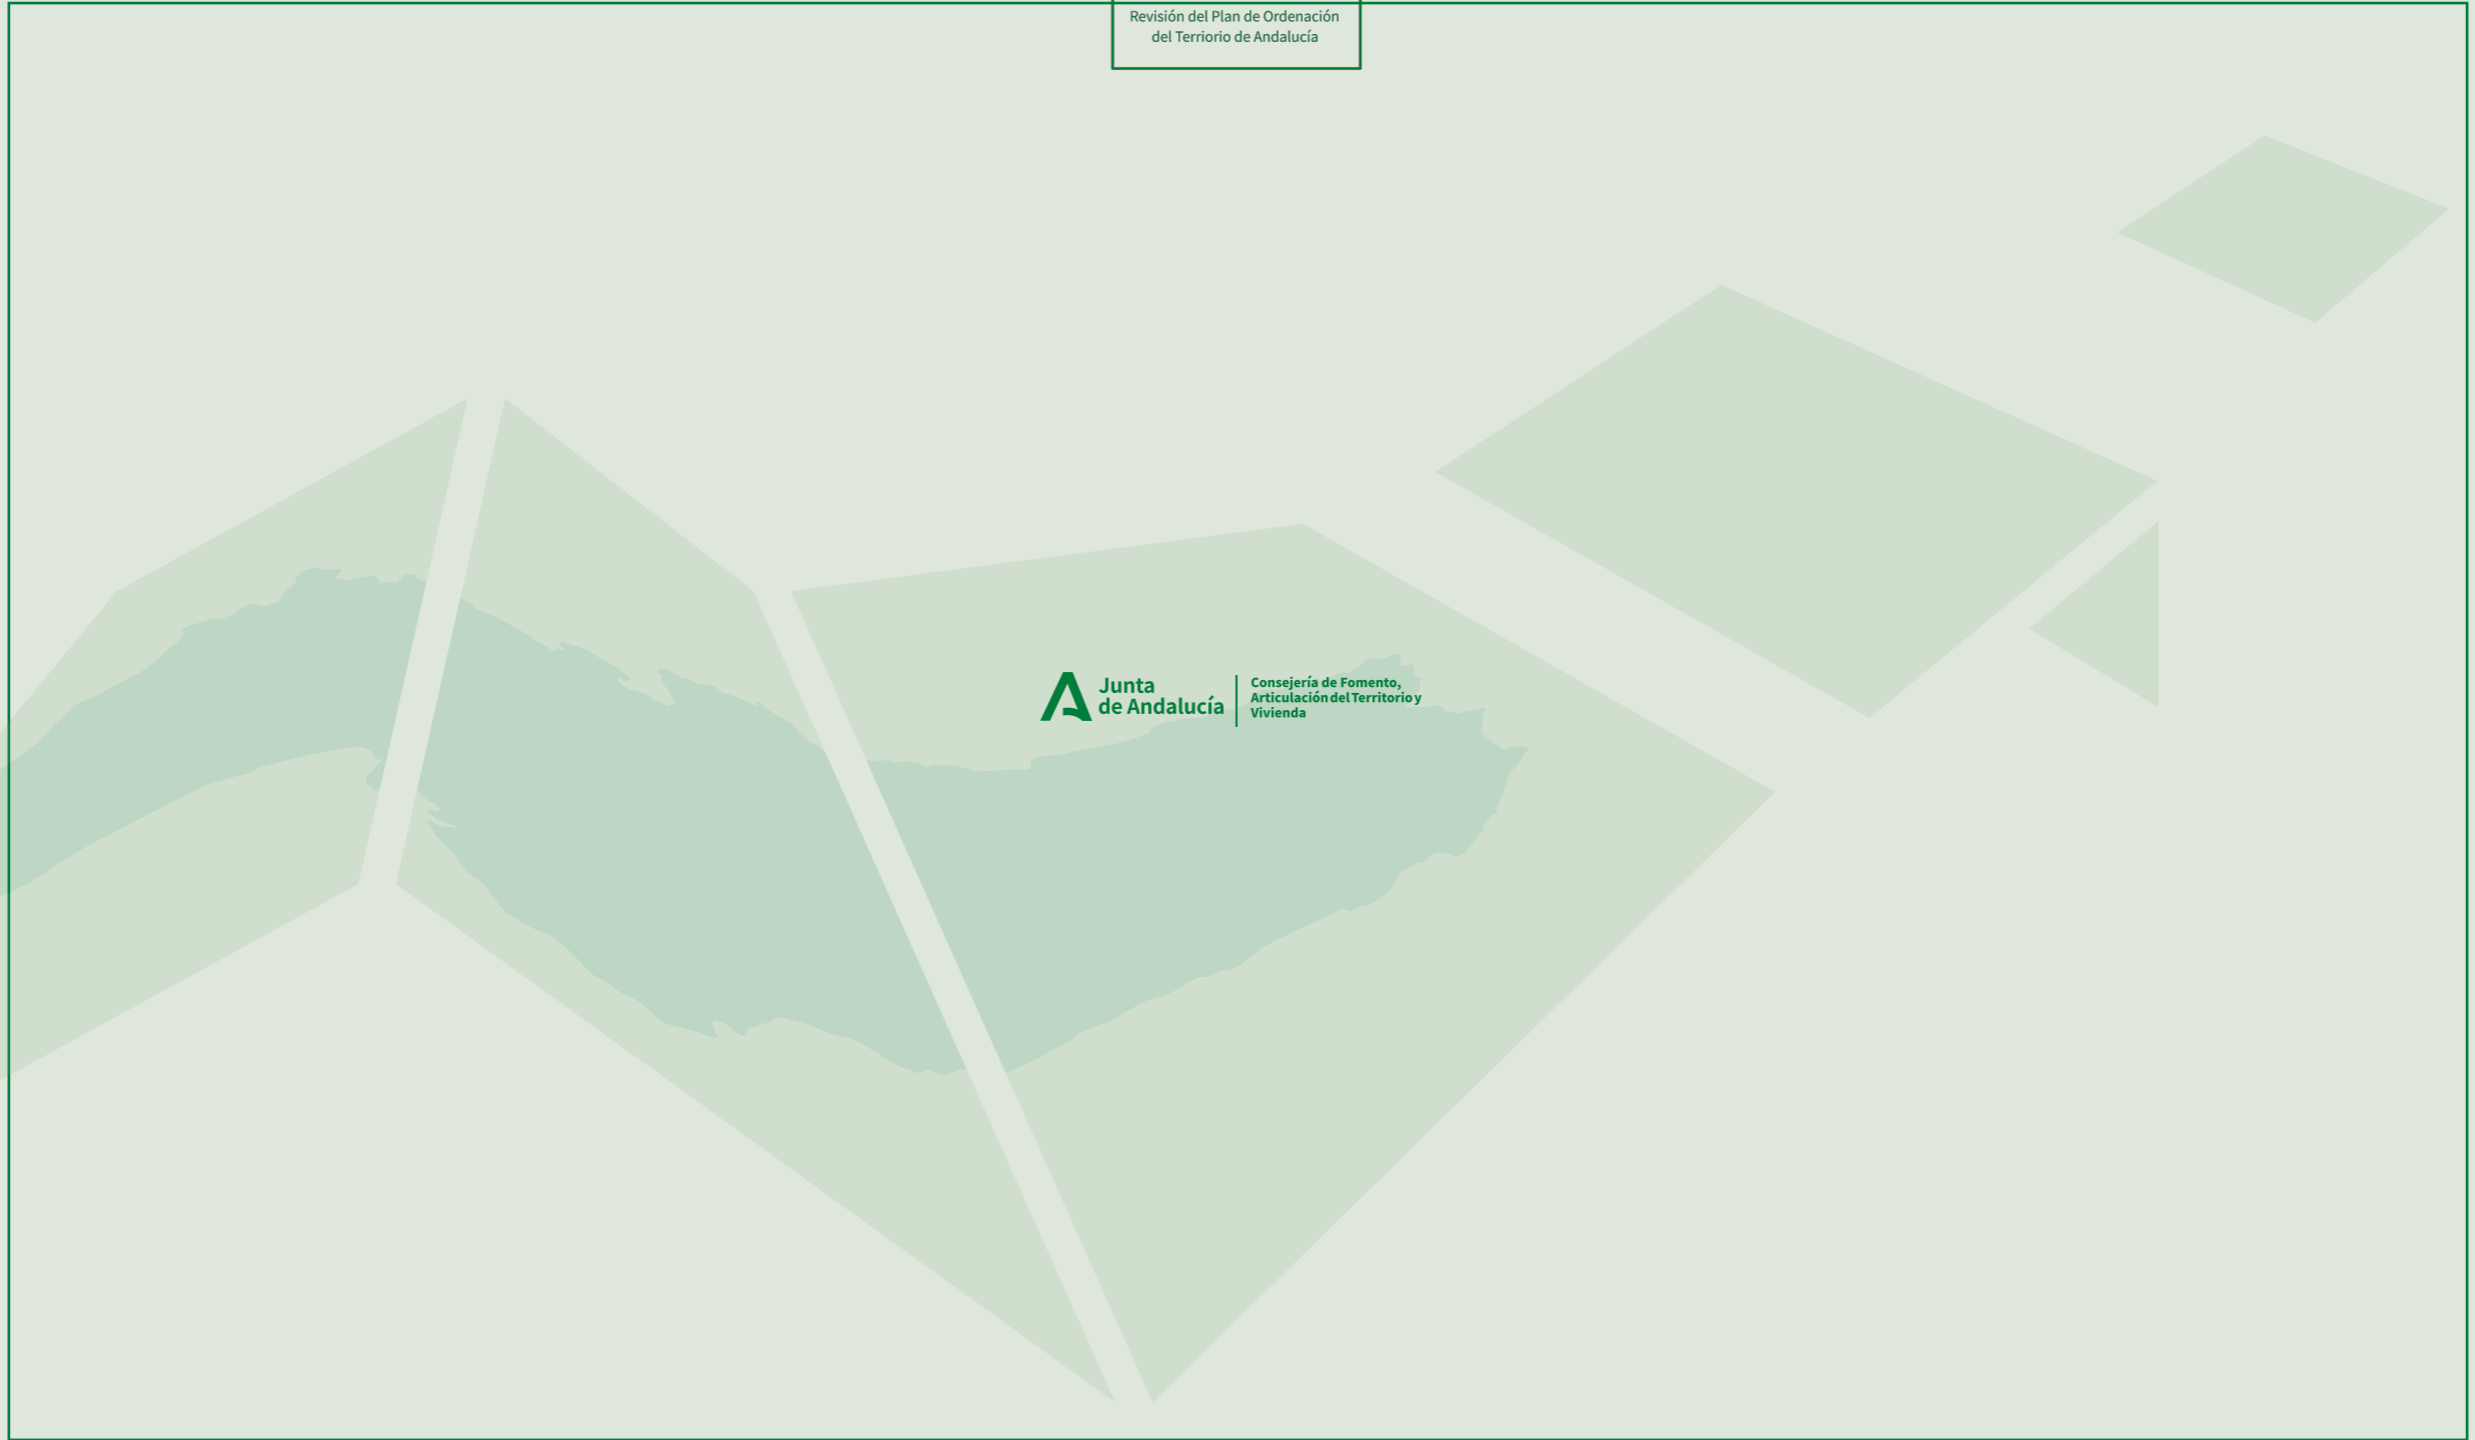 Revisión del Plan de Ordenación
del Terriorio de Andalucía
Junta
de Andalucía
Consejería de Fomento,
Articulación del Territorio y
Vivienda